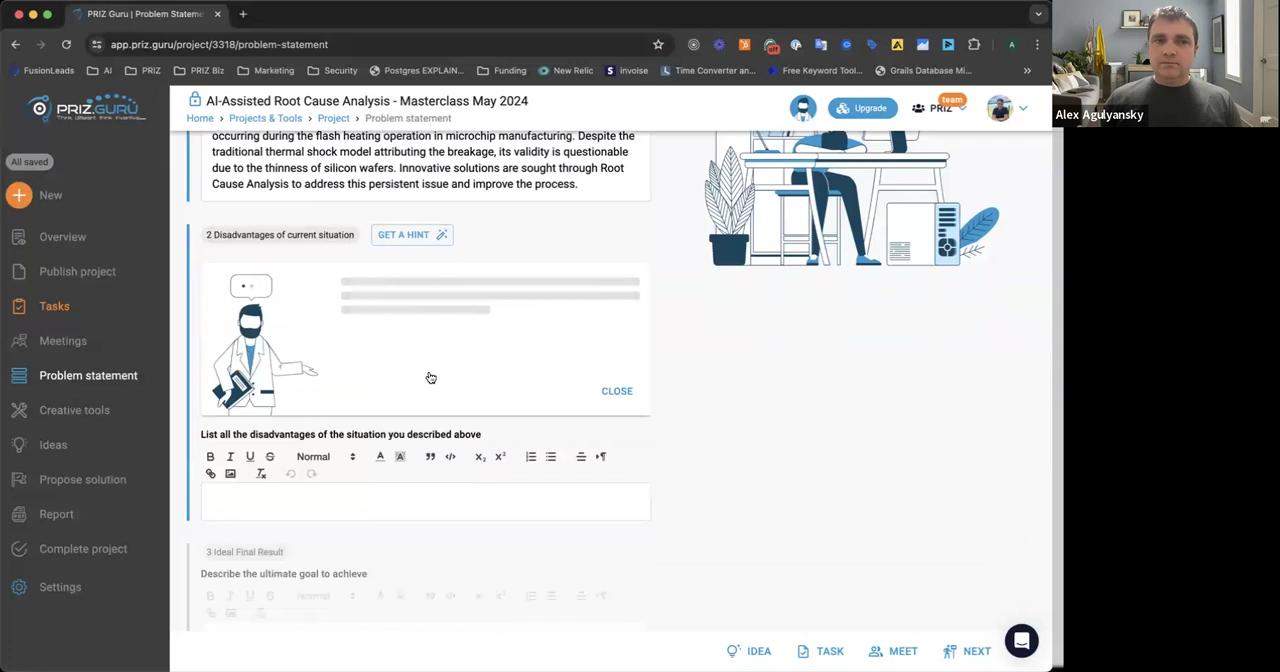 PRIZ Guru | Problem Stateme
app.priz.guru/project/3318/problem-statement
FusionLeads AI PRIZ PRIZ Biz Marketing Security Postgres EXPLAIN... Funding New Relic invoise Time Converter an... Free Keyword Tool... Grails Database Mi...
Alex Agulyansky
PRIZ.GURU
Think different think inventive
AI-Assisted Root Cause Analysis - Masterclass May 2024
Home Projects & Tools Project Problem statement
Upgrade
PRIZ
team
All saved
New
Overview
Publish project
Tasks
Meetings
Problem statement
Creative tools
Ideas
Propose solution
Report
Complete project
Settings
occurring during the flash heating operation in microchip manufacturing. Despite the
traditional thermal shock model attributing the breakage, its validity is questionable
due to the thinness of silicon wafers. Innovative solutions are sought through Root
Cause Analysis to address this persistent issue and improve the process.
2 Disadvantages of current situation
GET A HINT
CLOSE
List all the disadvantages of the situation you described above
Normal
3 Ideal Final Result
Describe the ultimate goal to achieve
Normal
IDEA TASK MEET NEXT